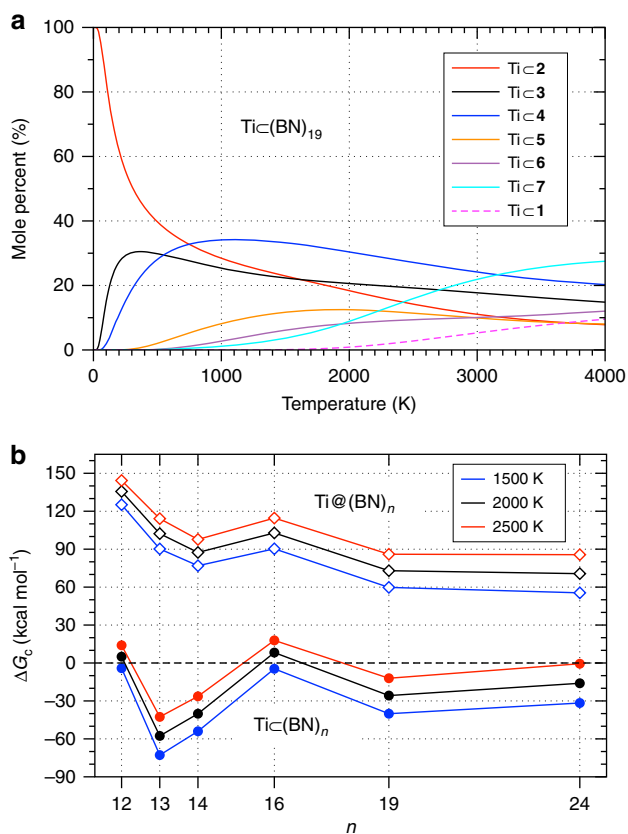 a
100
80
60
40
20
0
Mole percent (%)
Ti⊂(BN)19
Ti⊂2
Ti⊂3
Ti⊂4
Ti⊂5
Ti⊂6
Ti⊂7
Ti⊂1
0 1000 2000 3000 4000
Temperature (K)
b
150
120
90
60
30
0
−30
−60
−90
ΔGc (kcal mol−1)
Ti@(BN)n
1500 K
2000 K
2500 K
Ti⊂(BN)n
12 13 14 16 19 24
n